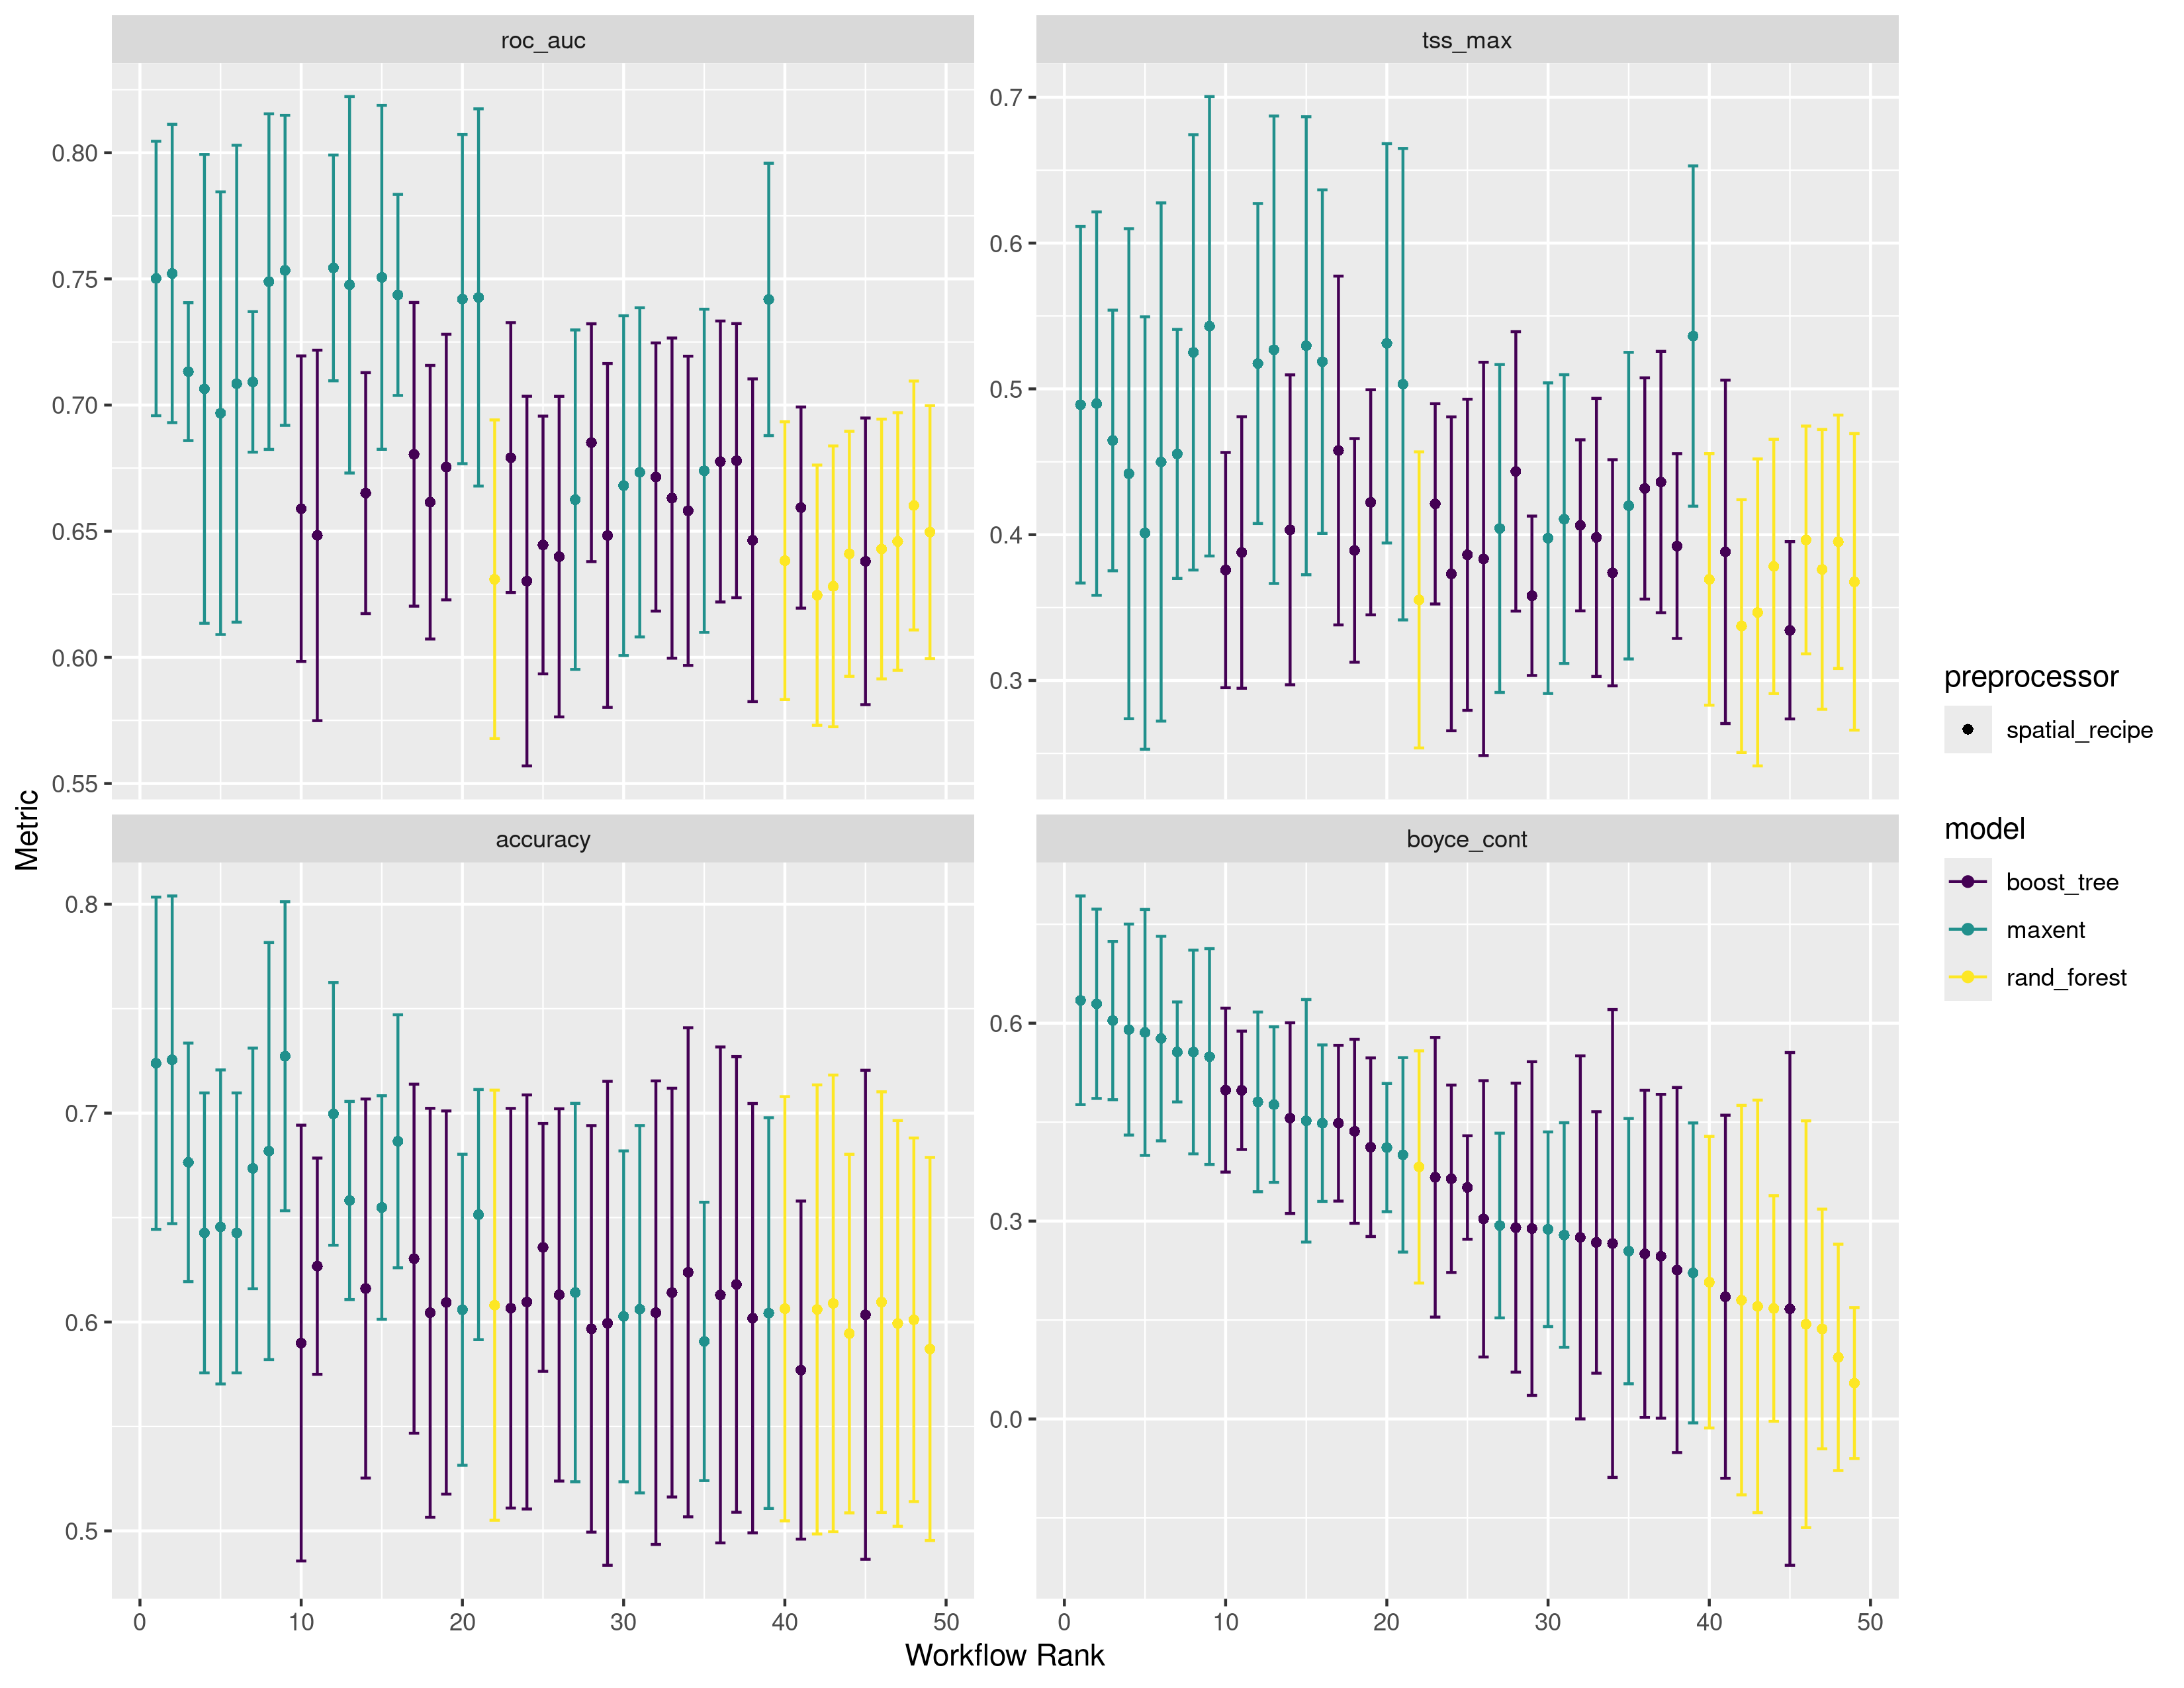 roc_auc
tss_max
0.80
0.75
0.70
0.65
0.60
0.55
0.7
0.6
0.5
0.4
0.3
Metric
accuracy
boyce_cont
0.8
0.7
0.6
0.5
0.6
0.3
0.0
0 10 20 30 40 50
0 10 20 30 40 50
Workflow Rank
preprocessor
spatial_recipe
model
boost_tree
maxent
rand_forest